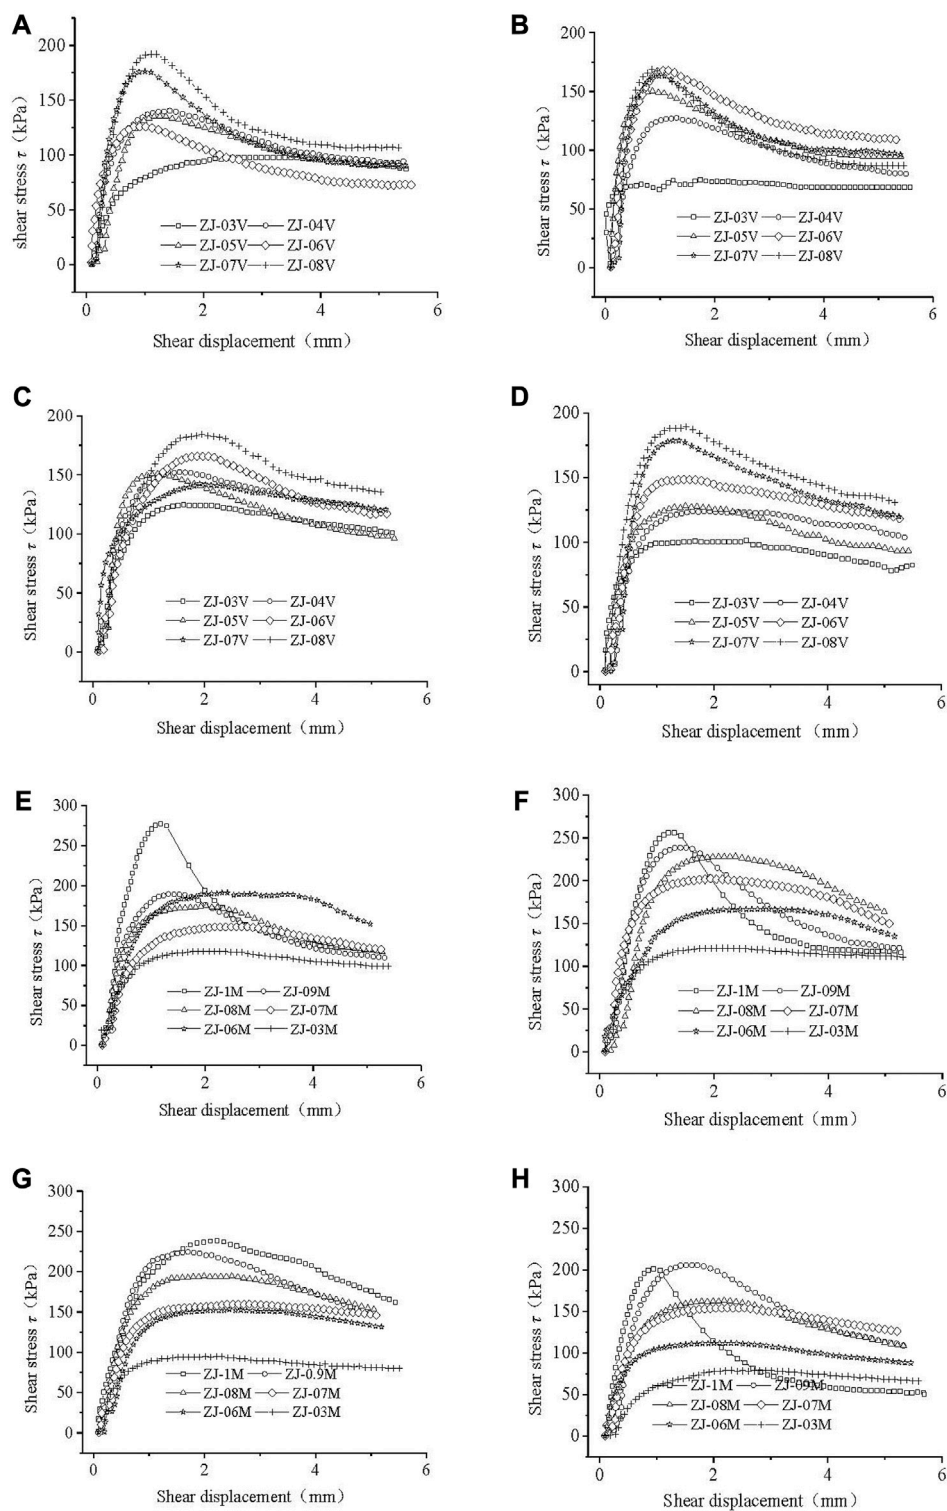 A
200
150
100
50
0
shear stress τ (kPa)
ZJ-03V ZJ-04V
ZJ-05V ZJ-06V
ZJ-07V ZJ-08V
0 2 4 6
Shear displacement (mm)
B
200
150
100
50
0
Shear stress τ (kPa)
ZJ-03V ZJ-04V
ZJ-05V ZJ-06V
ZJ-07V ZJ-08V
0 2 4 6
Shear displacement (mm)
C
200
150
100
50
0
Shear stress τ (kPa)
ZJ-03V ZJ-04V
ZJ-05V ZJ-06V
ZJ-07V ZJ-08V
0 2 4 6
Shear displacement (mm)
D
200
150
100
50
0
Shear stress τ (kPa)
ZJ-03V ZJ-04V
ZJ-05V ZJ-06V
ZJ-07V ZJ-08V
0 2 4 6
Shear displacement (mm)
E
300
250
200
150
100
50
0
Shear stress τ (kPa)
ZJ-1M ZJ-09M
ZJ-08M ZJ-07M
ZJ-06M ZJ-03M
0 2 4 6
Shear displacement (mm)
F
300
250
200
150
100
50
0
Shear stress τ (kPa)
ZJ-1M ZJ-09M
ZJ-08M ZJ-07M
ZJ-06M ZJ-03M
0 2 4 6
Shear displacement (mm)
G
300
250
200
150
100
50
0
Shear stress τ (kPa)
ZJ-1M ZJ-0.9M
ZJ-08M ZJ-07M
ZJ-06M ZJ-03M
0 2 4 6
Shear displacement (mm)
H
300
250
200
150
100
50
0
Shear stress τ (kPa)
ZJ-1M ZJ-09M
ZJ-08M ZJ-07M
ZJ-06M ZJ-03M
0 2 4 6
Shear displacement (mm)